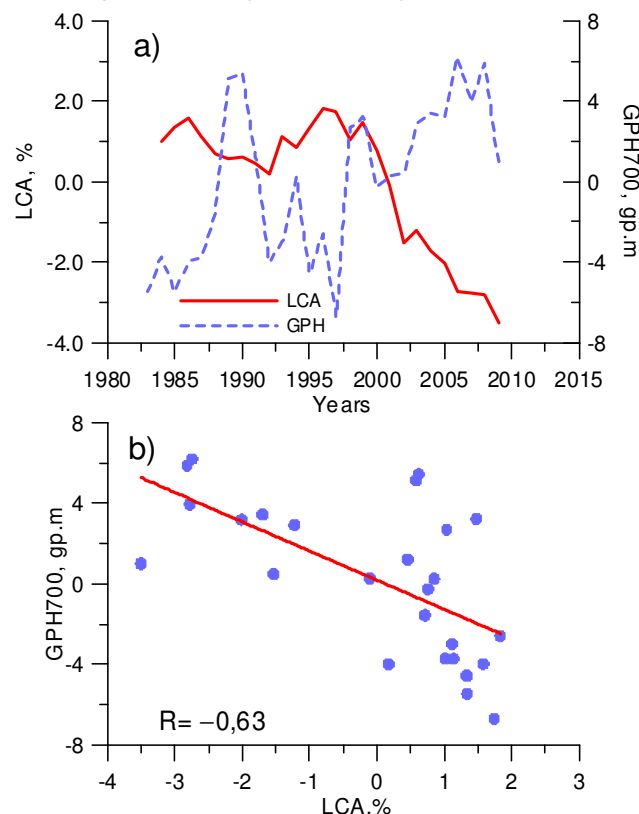 a)
4.0
2.0
0.0
-2.0
-4.0
LCA, %
8
4
0
-4
-8
GPH700, gp.m
LCA
GPH
1980 1985 1990 1995 2000 2005 2010 2015
Years
b)
8
4
0
-4
-8
GPH700, gp.m
R= −0,63
-4 -3 -2 -1 0 1 2 3
LCA.%